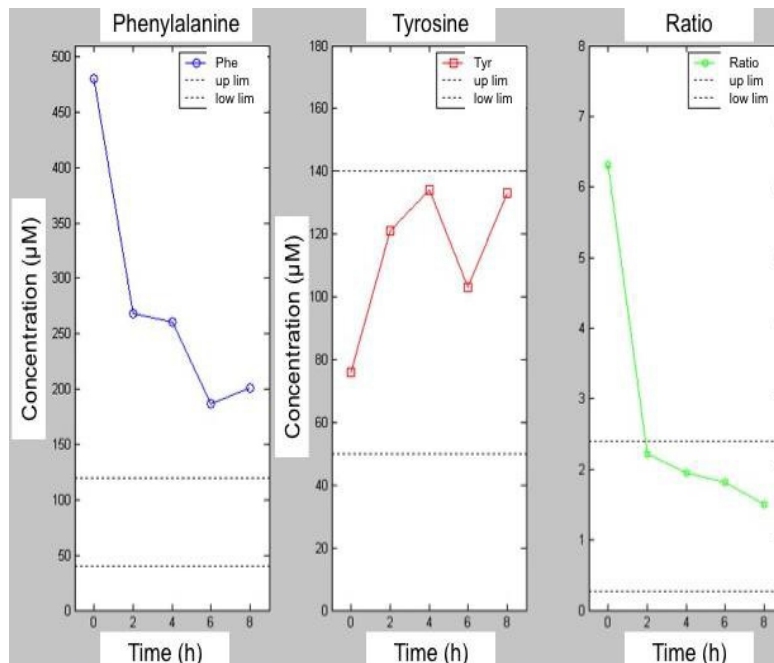 Phenylalanine
Phe
up lim
low lim
Concentration (µM)
510
500
450
400
350
300
250
200
150
100
50
0
0 2 4 6 8
Time (h)
Tyrosine
Tyr
up lim
low lim
Concentration (µM)
180
160
140
120
100
80
60
40
20
0
0 2 4 6 8
Time (h)
Ratio
Ratio
up lim
low lim
8
7
6
5
4
3
2
1
0
0 2 4 6 8
Time (h)